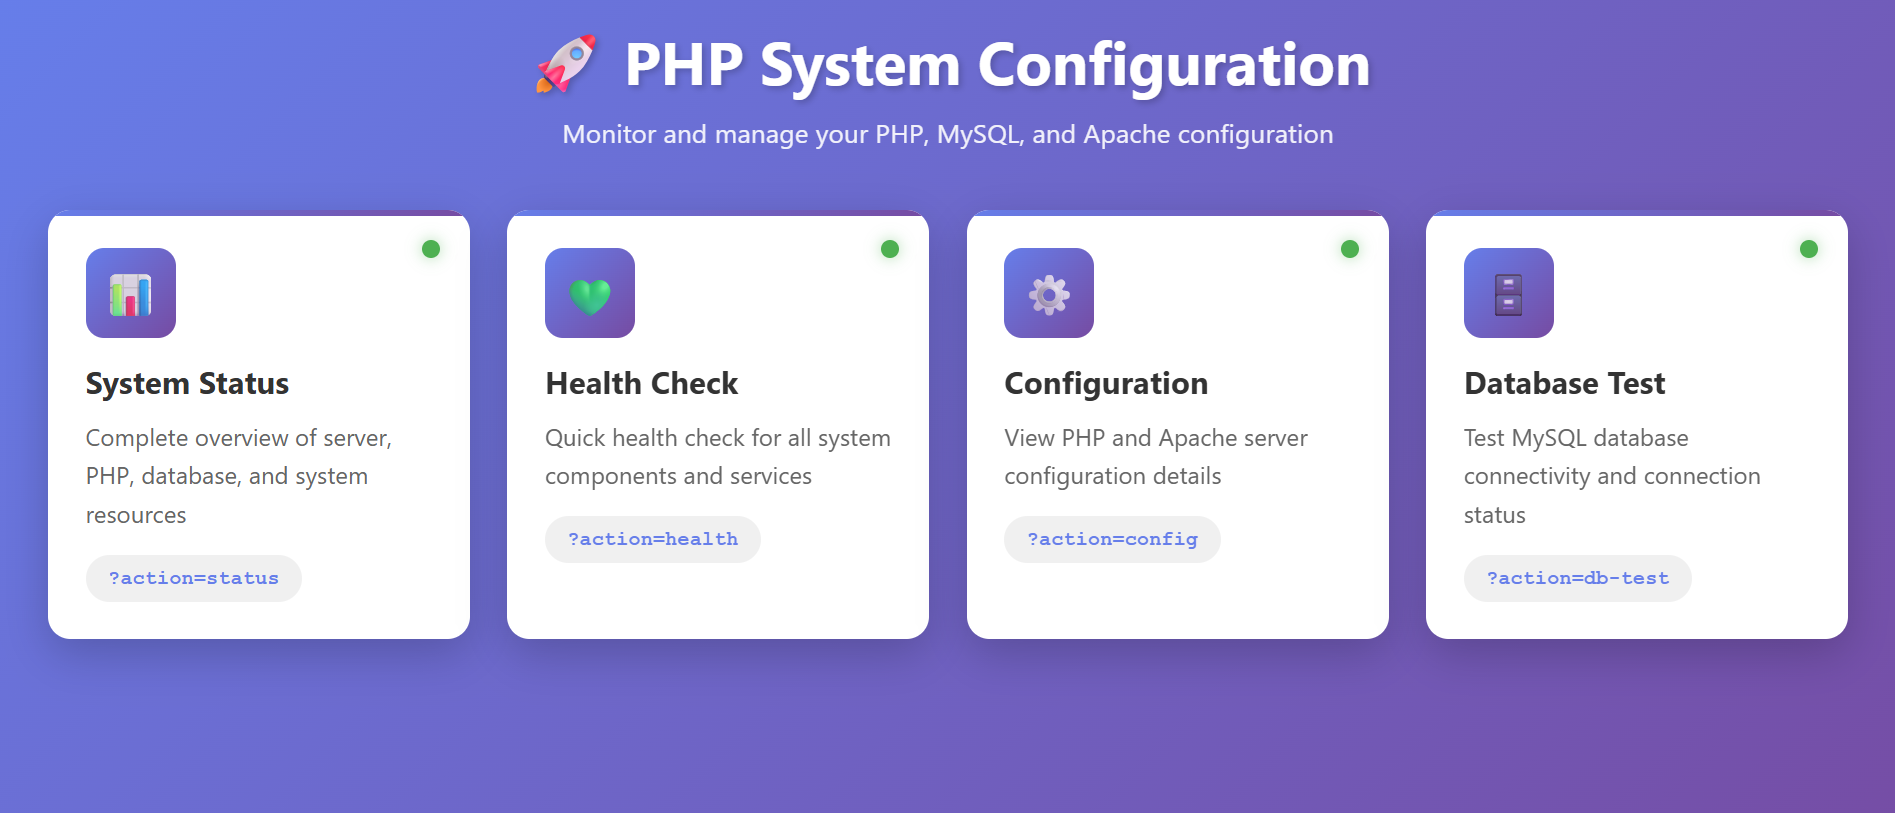 PHP System Configuration
Monitor and manage your PHP, MySQL, and Apache configuration
System Status
Complete overview of server,
PHP, database, and system
resources
?action=status
Health Check
Quick health check for all system
components and services
?action=health
Configuration
View PHP and Apache server
configuration details
?action=config
Database Test
Test MySQL database
connectivity and connection
status
?action=db-test